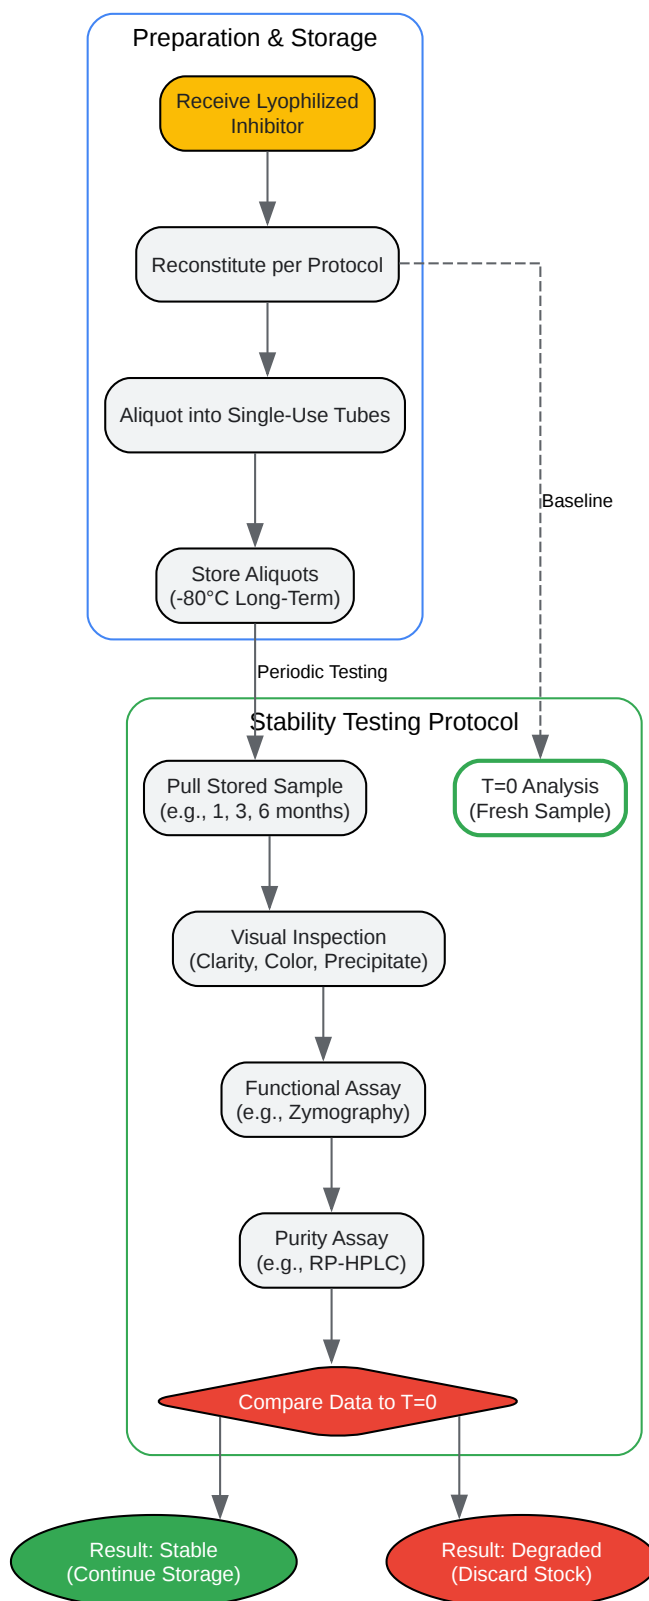 Preparation & Storage
Receive Lyophilized
Inhibitor
Reconstitute per Protocol
Aliquot into Single-Use Tubes
Baseline
Store Aliquots
(-80°C Long-Term)
Periodic Testing
Stability Testing Protocol
Pull Stored Sample
(e.g., 1, 3, 6 months)
T=0 Analysis
(Fresh Sample)
Visual Inspection
(Clarity, Color, Precipitate)
Functional Assay
(e.g., Zymography)
Purity Assay
(e.g., RP-HPLC)
Compare Data to T=0
Result: Stable
(Continue Storage)
Result: Degraded
(Discard Stock)